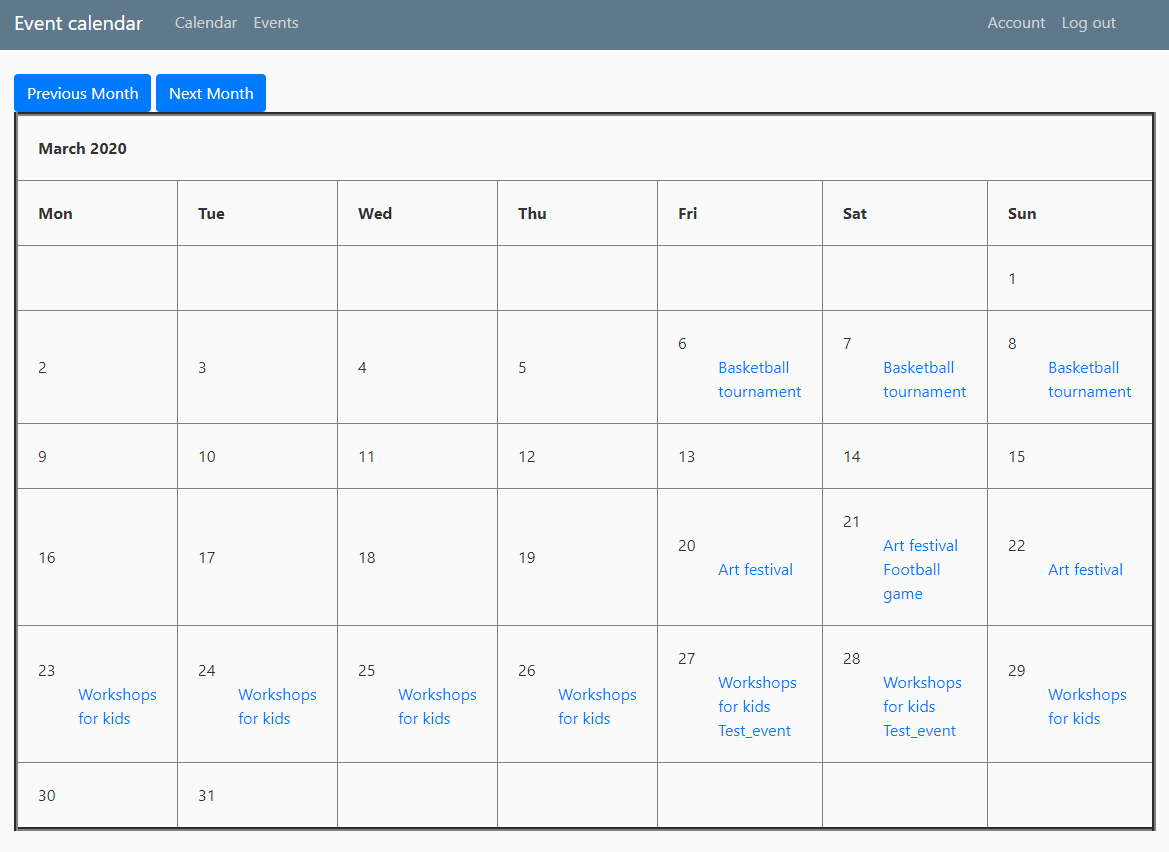 Event calendar Calendar Events Account Log out
Previous Month Next Month
March 2020
Mon Tue Wed Thu Fri Sat Sun
1
2 3 4 5
6
Basketball
tournament
7
Basketball
tournament
8
Basketball
tournament
9 10 11 12 13 14 15
16 17 18 19
20
Art festival
21
Art festival
Football
game
22
Art festival
23
Workshops
for kids
24
Workshops
for kids
25
Workshops
for kids
26
Workshops
for kids
27
Workshops
for kids
Test_event
28
Workshops
for kids
Test_event
29
Workshops
for kids
30 31